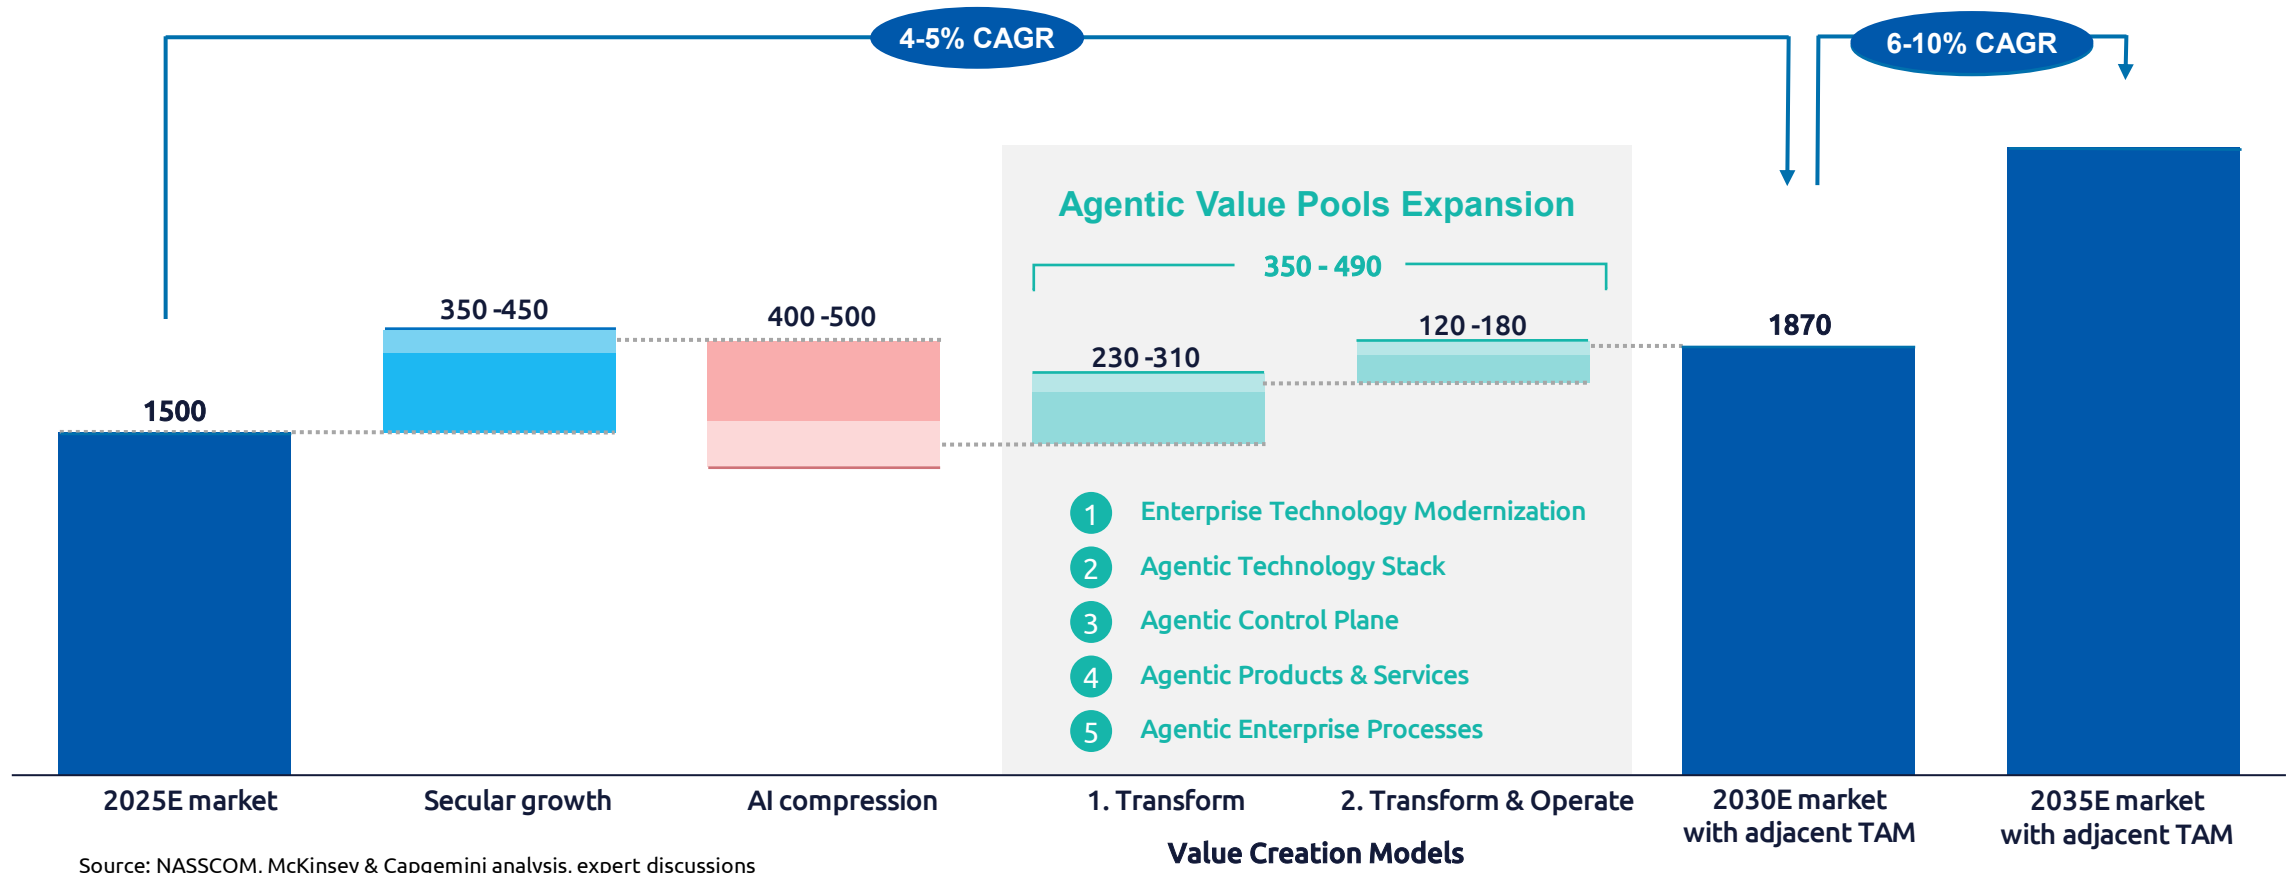 4-5% CAGR
6-10% CAGR
Agentic Value Pools Expansion
350 - 490
350 -450
400 -500
230 -310
120 -180
1500
1870
1 Enterprise Technology Modernization
2 Agentic Technology Stack
3 Agentic Control Plane
4 Agentic Products & Services
5 Agentic Enterprise Processes
2025E market
Secular growth
AI compression
1. Transform
2. Transform & Operate
2030E market
with adjacent TAM
2035E market
with adjacent TAM
Value Creation Models
Source: NASSCOM, McKinsey & Capgemini analysis, expert discussions